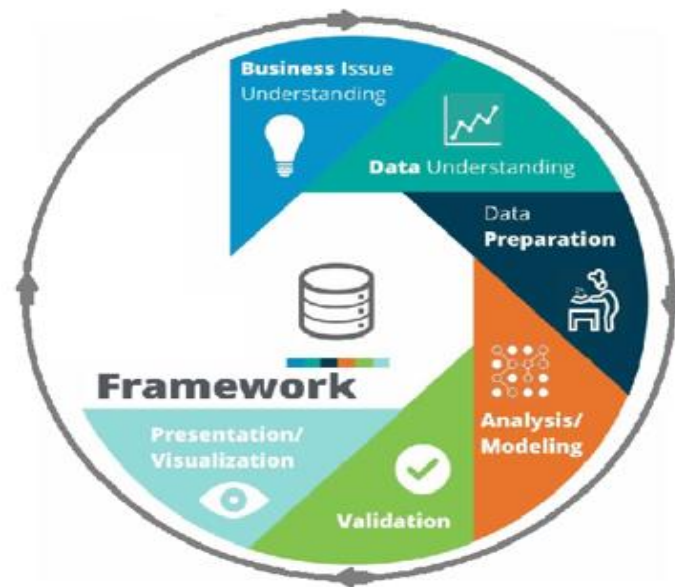 Business Issue
Understanding
Data Understanding
Data
Preparation
Analysis/
Modeling
Validation
Presentation/
Visualization
Framework